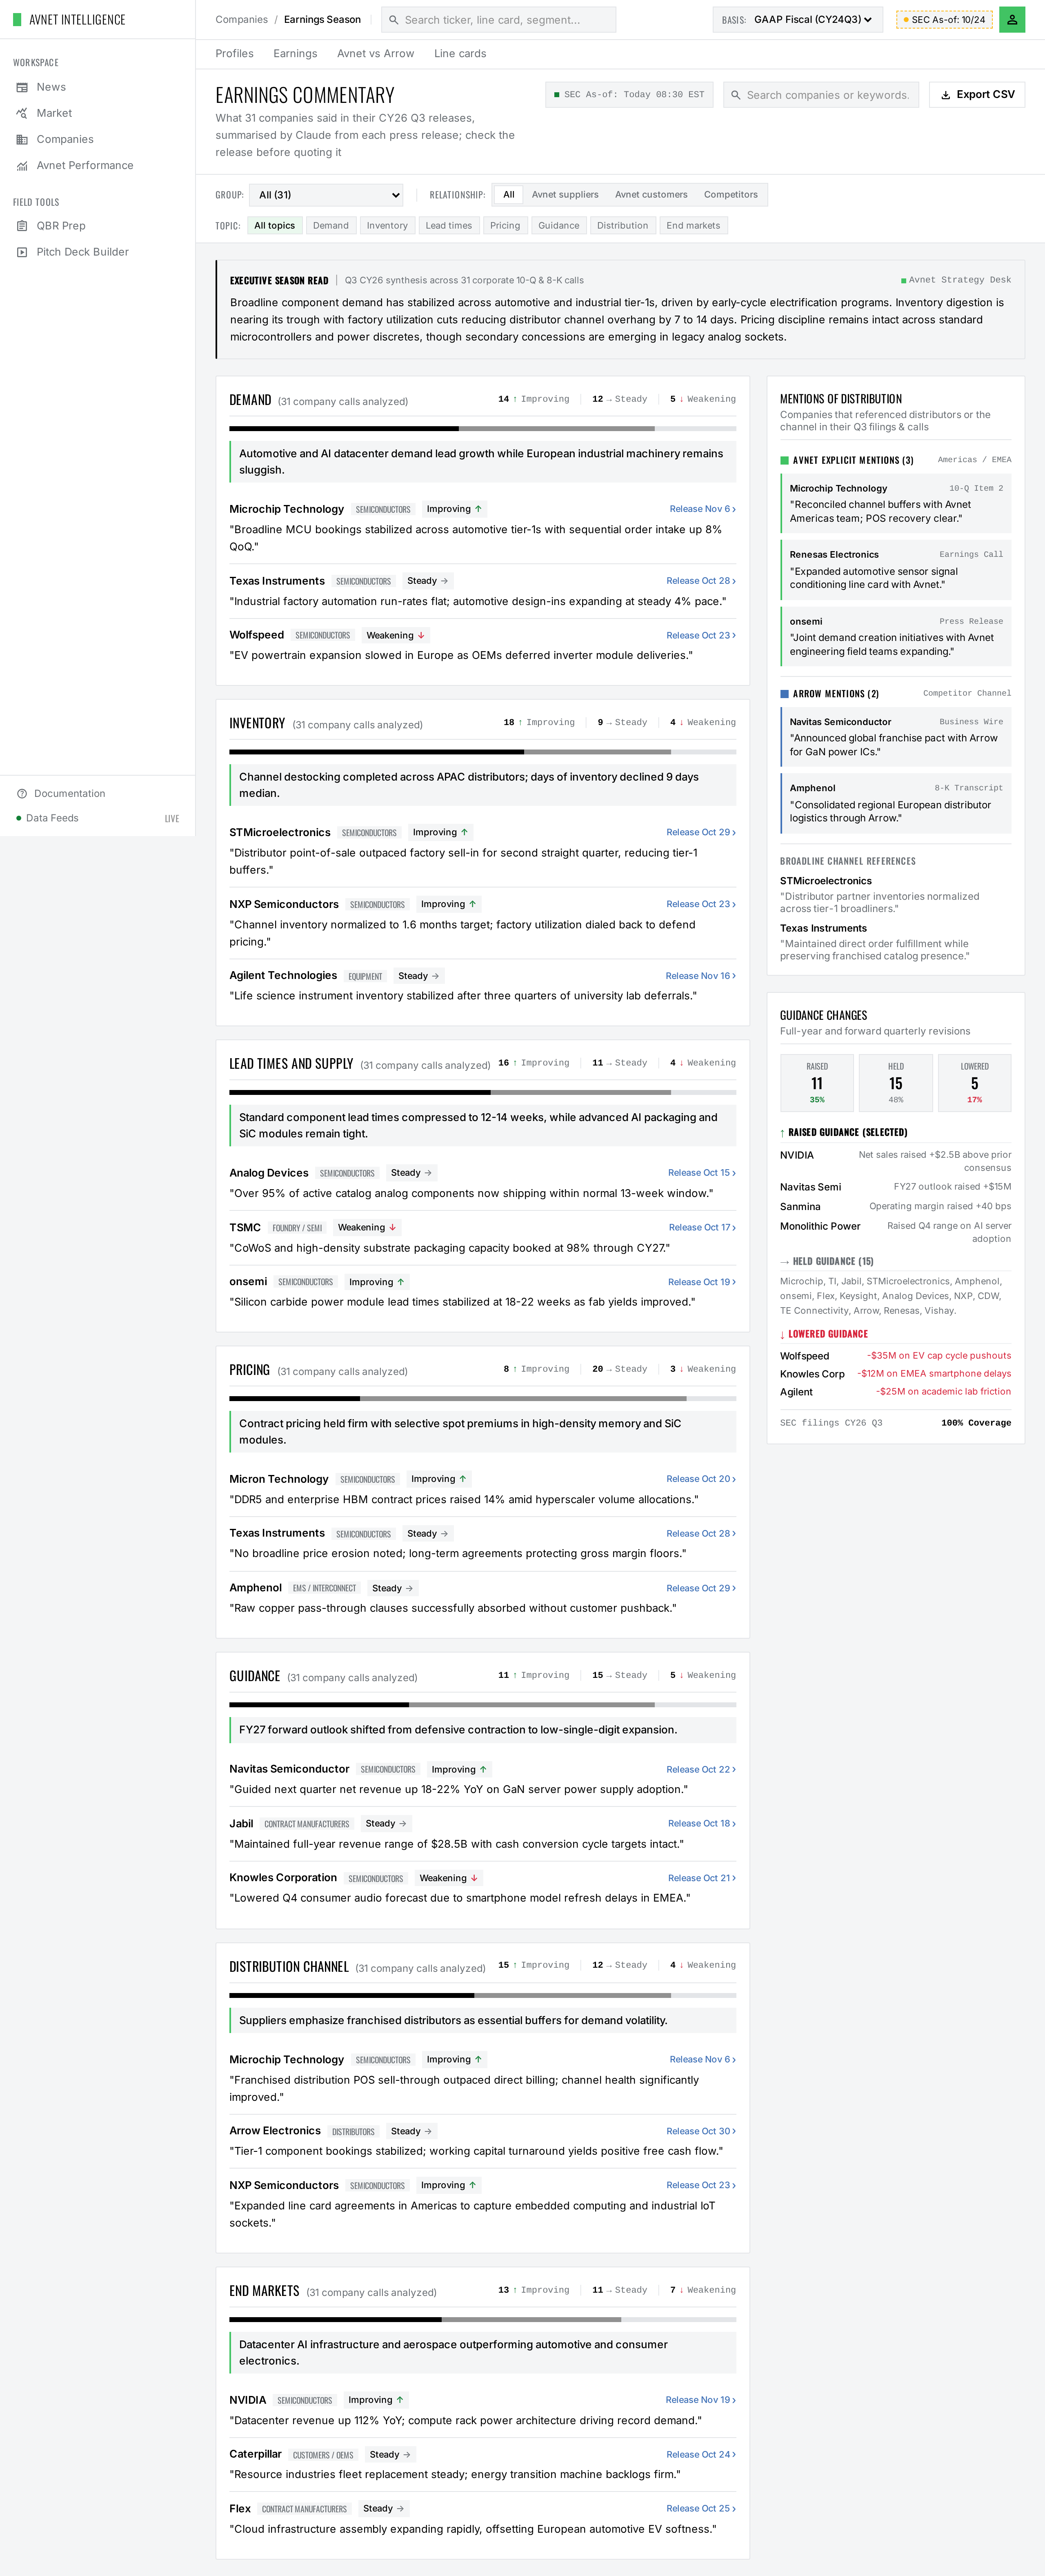 AVNET INTELLIGENCE
WORKSPACE
News
Market
Companies
Avnet Performance
FIELD TOOLS
QBR Prep
Pitch Deck Builder
Documentation
Data Feeds LIVE
Companies / Earnings Season
Search ticker, line card, segment...
BASIS: GAAP Fiscal (CY24Q3)
SEC As-of: 10/24
Profiles Earnings Avnet vs Arrow Line cards
EARNINGS COMMENTARY
What 31 companies said in their CY26 Q3 releases,
summarised by Claude from each press release; check the
release before quoting it
SEC As-of: Today 08:30 EST
Search companies or keywords.
Export CSV
GROUP: All (31)
RELATIONSHIP: All Avnet suppliers Avnet customers Competitors
TOPIC: All topics Demand Inventory Lead times Pricing Guidance Distribution End markets
EXECUTIVE SEASON READ | Q3 CY26 synthesis across 31 corporate 10-Q & 8-K calls
Avnet Strategy Desk
Broadline component demand has stabilized across automotive and industrial tier-1s, driven by early-cycle electrification programs. Inventory digestion is
nearing its trough with factory utilization cuts reducing distributor channel overhang by 7 to 14 days. Pricing discipline remains intact across standard
microcontrollers and power discretes, though secondary concessions are emerging in legacy analog sockets.
DEMAND (31 company calls analyzed) 14 ↑ Improving 12 → Steady 5 ↓ Weakening
Automotive and AI datacenter demand lead growth while European industrial machinery remains
sluggish.
Microchip Technology SEMICONDUCTORS Improving ↑ Release Nov 6 ›
"Broadline MCU bookings stabilized across automotive tier-1s with sequential order intake up 8%
QoQ."
Texas Instruments SEMICONDUCTORS Steady → Release Oct 28 ›
"Industrial factory automation run-rates flat; automotive design-ins expanding at steady 4% pace."
Wolfspeed SEMICONDUCTORS Weakening ↓ Release Oct 23 ›
"EV powertrain expansion slowed in Europe as OEMs deferred inverter module deliveries."
INVENTORY (31 company calls analyzed) 18 ↑ Improving 9 → Steady 4 ↓ Weakening
Channel destocking completed across APAC distributors; days of inventory declined 9 days
median.
STMicroelectronics SEMICONDUCTORS Improving ↑ Release Oct 29 ›
"Distributor point-of-sale outpaced factory sell-in for second straight quarter, reducing tier-1
buffers."
NXP Semiconductors SEMICONDUCTORS Improving ↑ Release Oct 23 ›
"Channel inventory normalized to 1.6 months target; factory utilization dialed back to defend
pricing."
Agilent Technologies EQUIPMENT Steady → Release Nov 16 ›
"Life science instrument inventory stabilized after three quarters of university lab deferrals."
LEAD TIMES AND SUPPLY (31 company calls analyzed) 16 ↑ Improving 11 → Steady 4 ↓ Weakening
Standard component lead times compressed to 12-14 weeks, while advanced AI packaging and
SiC modules remain tight.
Analog Devices SEMICONDUCTORS Steady → Release Oct 15 ›
"Over 95% of active catalog analog components now shipping within normal 13-week window."
TSMC FOUNDRY / SEMI Weakening ↓ Release Oct 17 ›
"CoWoS and high-density substrate packaging capacity booked at 98% through CY27."
onsemi SEMICONDUCTORS Improving ↑ Release Oct 19 ›
"Silicon carbide power module lead times stabilized at 18-22 weeks as fab yields improved."
PRICING (31 company calls analyzed) 8 ↑ Improving 20 → Steady 3 ↓ Weakening
Contract pricing held firm with selective spot premiums in high-density memory and SiC
modules.
Micron Technology SEMICONDUCTORS Improving ↑ Release Oct 20 ›
"DDR5 and enterprise HBM contract prices raised 14% amid hyperscaler volume allocations."
Texas Instruments SEMICONDUCTORS Steady → Release Oct 28 ›
"No broadline price erosion noted; long-term agreements protecting gross margin floors."
Amphenol EMS / INTERCONNECT Steady → Release Oct 29 ›
"Raw copper pass-through clauses successfully absorbed without customer pushback."
GUIDANCE (31 company calls analyzed) 11 ↑ Improving 15 → Steady 5 ↓ Weakening
FY27 forward outlook shifted from defensive contraction to low-single-digit expansion.
Navitas Semiconductor SEMICONDUCTORS Improving ↑ Release Oct 22 ›
"Guided next quarter net revenue up 18-22% YoY on GaN server power supply adoption."
Jabil CONTRACT MANUFACTURERS Steady → Release Oct 18 ›
"Maintained full-year revenue range of $28.5B with cash conversion cycle targets intact."
Knowles Corporation SEMICONDUCTORS Weakening ↓ Release Oct 21 ›
"Lowered Q4 consumer audio forecast due to smartphone model refresh delays in EMEA."
DISTRIBUTION CHANNEL (31 company calls analyzed) 15 ↑ Improving 12 → Steady 4 ↓ Weakening
Suppliers emphasize franchised distributors as essential buffers for demand volatility.
Microchip Technology SEMICONDUCTORS Improving ↑ Release Nov 6 ›
"Franchised distribution POS sell-through outpaced direct billing; channel health significantly
improved."
Arrow Electronics DISTRIBUTORS Steady → Release Oct 30 ›
"Tier-1 component bookings stabilized; working capital turnaround yields positive free cash flow."
NXP Semiconductors SEMICONDUCTORS Improving ↑ Release Oct 23 ›
"Expanded line card agreements in Americas to capture embedded computing and industrial IoT
sockets."
END MARKETS (31 company calls analyzed) 13 ↑ Improving 11 → Steady 7 ↓ Weakening
Datacenter AI infrastructure and aerospace outperforming automotive and consumer
electronics.
NVIDIA SEMICONDUCTORS Improving ↑ Release Nov 19 ›
"Datacenter revenue up 112% YoY; compute rack power architecture driving record demand."
Caterpillar CUSTOMERS / OEMS Steady → Release Oct 24 ›
"Resource industries fleet replacement steady; energy transition machine backlogs firm."
Flex CONTRACT MANUFACTURERS Steady → Release Oct 25 ›
"Cloud infrastructure assembly expanding rapidly, offsetting European automotive EV softness."
MENTIONS OF DISTRIBUTION
Companies that referenced distributors or the
channel in their Q3 filings & calls
AVNET EXPLICIT MENTIONS (3) Americas / EMEA
Microchip Technology 10-Q Item 2
"Reconciled channel buffers with Avnet
Americas team; POS recovery clear."
Renesas Electronics Earnings Call
"Expanded automotive sensor signal
conditioning line card with Avnet."
onsemi Press Release
"Joint demand creation initiatives with Avnet
engineering field teams expanding."
ARROW MENTIONS (2) Competitor Channel
Navitas Semiconductor Business Wire
"Announced global franchise pact with Arrow
for GaN power ICs."
Amphenol 8-K Transcript
"Consolidated regional European distributor
logistics through Arrow."
BROADLINE CHANNEL REFERENCES
STMicroelectronics
"Distributor partner inventories normalized
across tier-1 broadliners."
Texas Instruments
"Maintained direct order fulfillment while
preserving franchised catalog presence."
GUIDANCE CHANGES
Full-year and forward quarterly revisions
RAISED HELD LOWERED
11 15 5
35% 48% 17%
↑ RAISED GUIDANCE (SELECTED)
NVIDIA Net sales raised +$2.5B above prior
consensus
Navitas Semi FY27 outlook raised +$15M
Sanmina Operating margin raised +40 bps
Monolithic Power Raised Q4 range on AI server
adoption
→ HELD GUIDANCE (15)
Microchip, TI, Jabil, STMicroelectronics, Amphenol,
onsemi, Flex, Keysight, Analog Devices, NXP, CDW,
TE Connectivity, Arrow, Renesas, Vishay.
↓ LOWERED GUIDANCE
Wolfspeed -$35M on EV cap cycle pushouts
Knowles Corp -$12M on EMEA smartphone delays
Agilent -$25M on academic lab friction
SEC filings CY26 Q3 100% Coverage